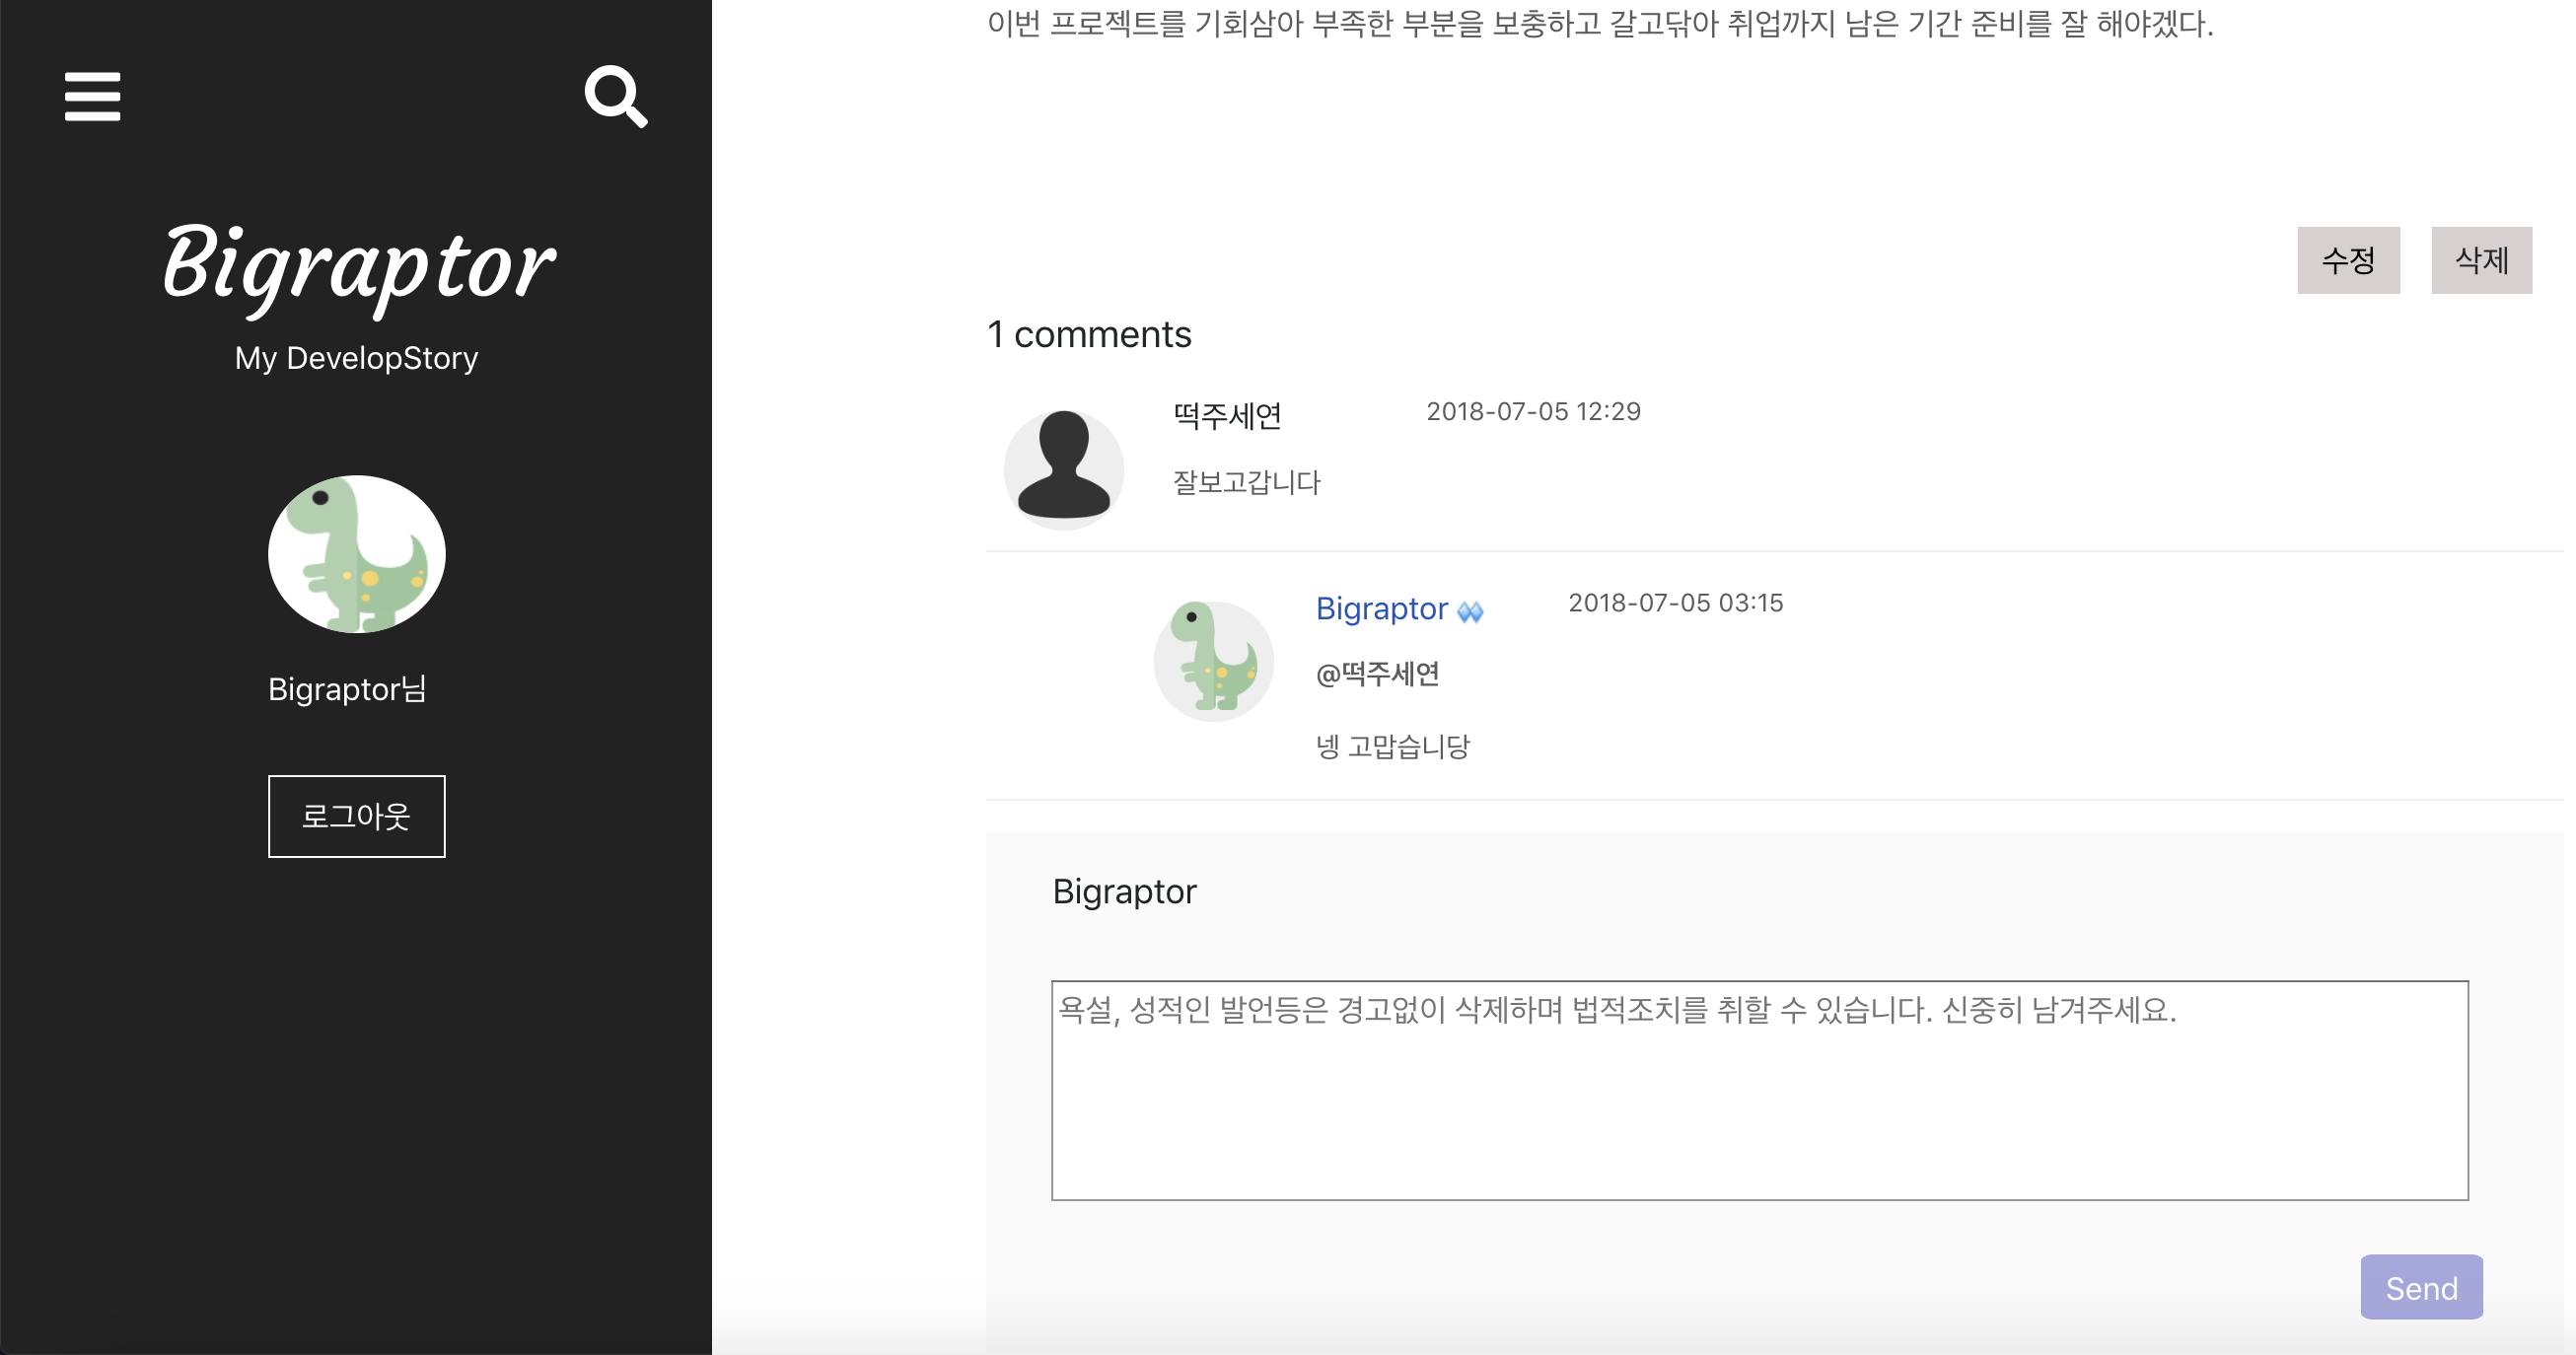 Bigraptor
My DevelopStory
Bigraptor님
로그아웃
이번 프로젝트를 기회삼아 부족한 부분을 보충하고 갈고닦아 취업까지 남은 기간 준비를 잘 해야겠다.
수정 삭제
1 comments
떡주세연 2018-07-05 12:29
잘보고갑니다
Bigraptor 2018-07-05 03:15
@떡주세연
넹 고맙습니당
Bigraptor
욕설, 성적인 발언등은 경고없이 삭제하며 법적조치를 취할 수 있습니다. 신중히 남겨주세요.
Send